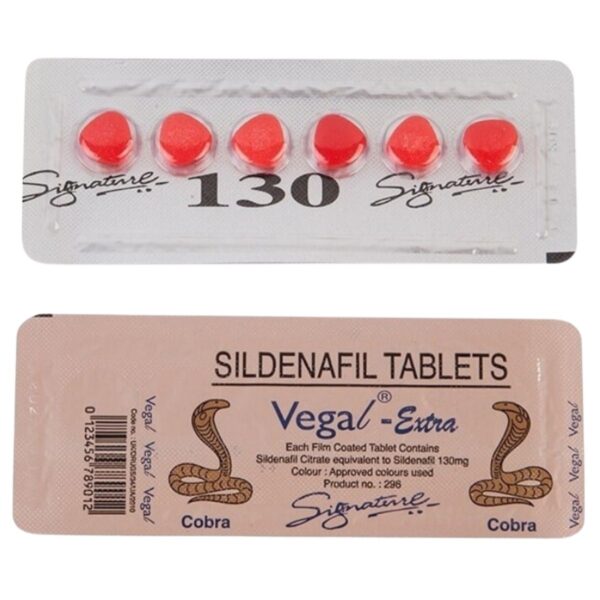 Signature 130 Signature
SILDENAFIL TABLETS
Vegal® -Extra
Each Film Coated Tablet Contains
Sildenafil Citrate equivalent to Sildenafil 130mg
Colour : Approved colours used
Product no. : 298
Signature
Cobra
Cobra
0 123456 789012
Vegal Vegal Vegal
Vegal Vegal Vegal